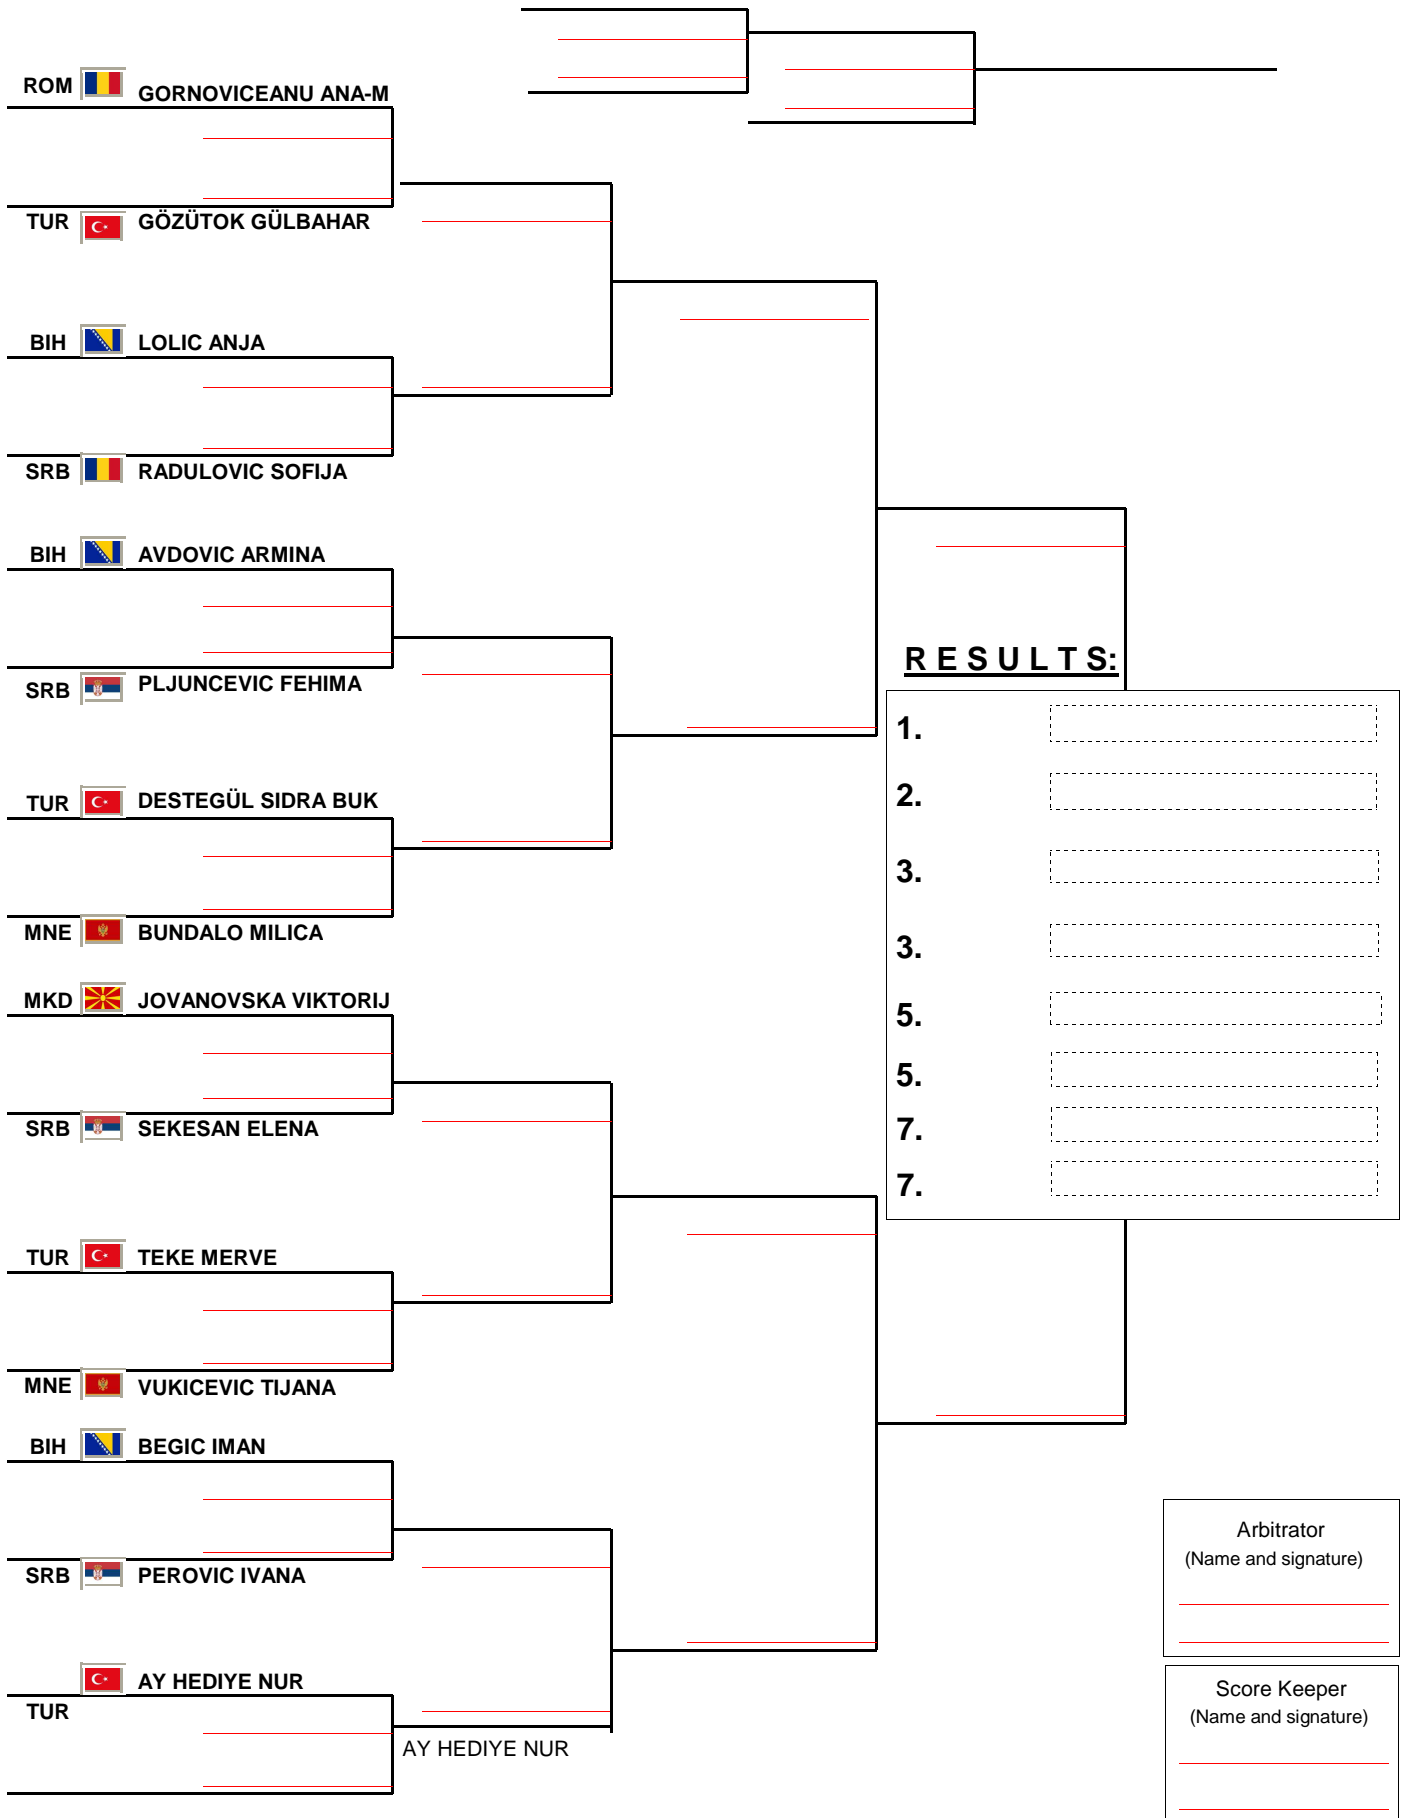 ROM GORNOVICEANU ANA-M
TUR GÖZÜTOK GÜLBAHAR
BIH LOLIC ANJA
SRB RADULOVIC SOFIJA
BIH AVDOVIC ARMINA
SRB PLJUNCEVIC FEHIMA
TUR DESTEGÜL SIDRA BUK
MNE BUNDALO MILICA
MKD JOVANOVSKA VIKTORIJ
SRB SEKESAN ELENA
TUR TEKE MERVE
MNE VUKICEVIC TIJANA
BIH BEGIC IMAN
SRB PEROVIC IVANA
AY HEDIYE NUR
TUR
AY HEDIYE NUR
R E S U L T S:
1.
2.
3.
3.
5.
5.
7.
7.
Arbitrator
(Name and signature)
Score Keeper
(Name and signature)